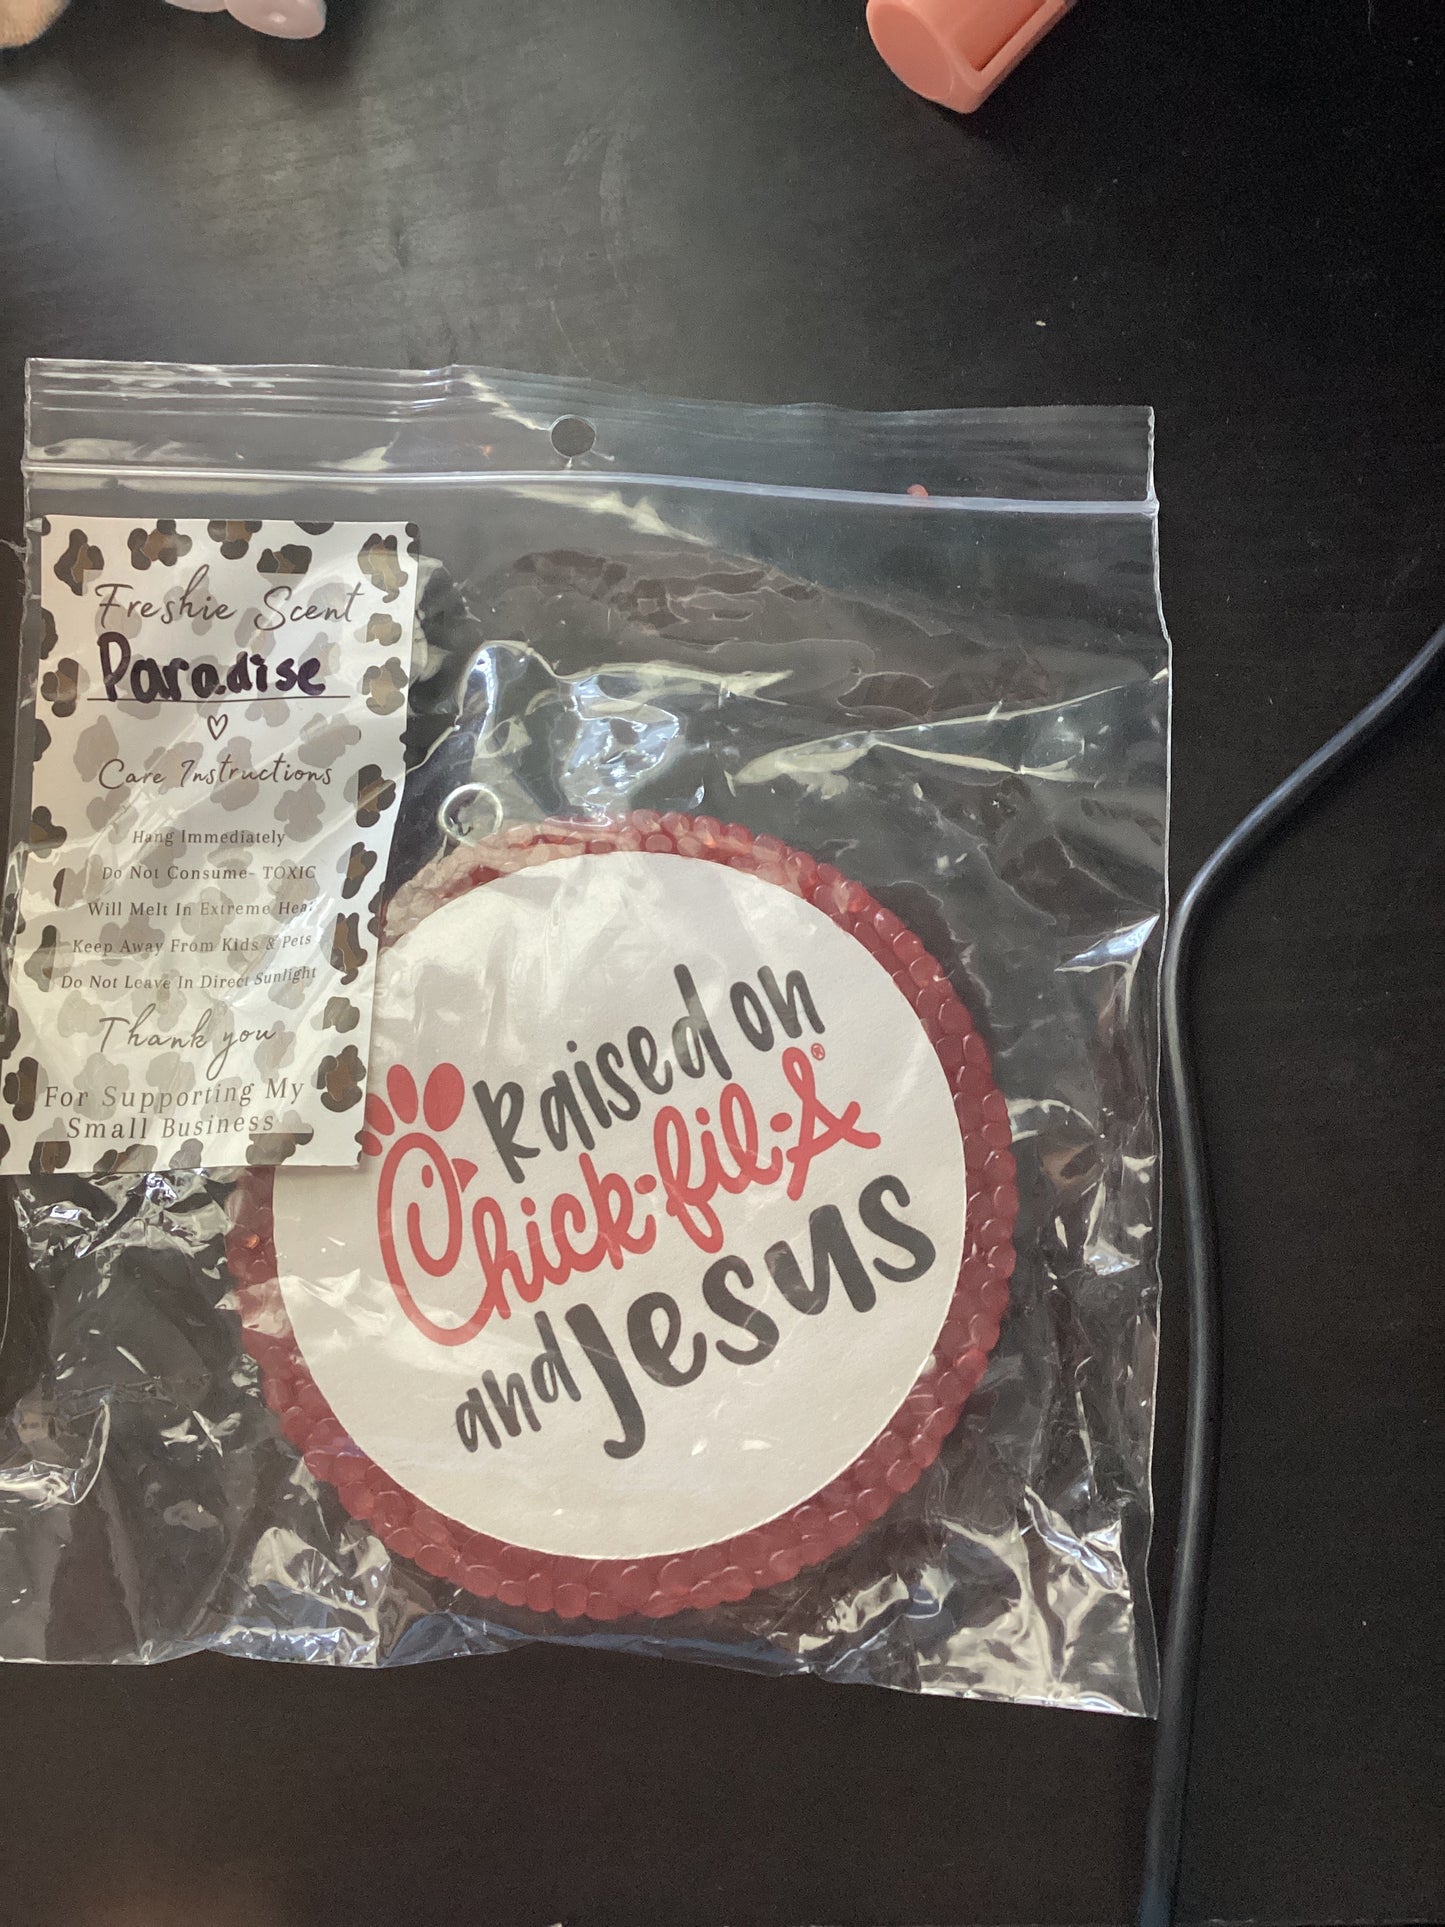 Freshie Scent
Paradise
Care Instructions
Hang Immediately
Do Not Consume- TOXIC
Will Melt In Extreme Heat
Keep Away From Kids & Pets
Do Not Leave In Direct Sunlight
Thank you
For Supporting My
Small Business
Raised on
Chick-fil-A®
and Jesus